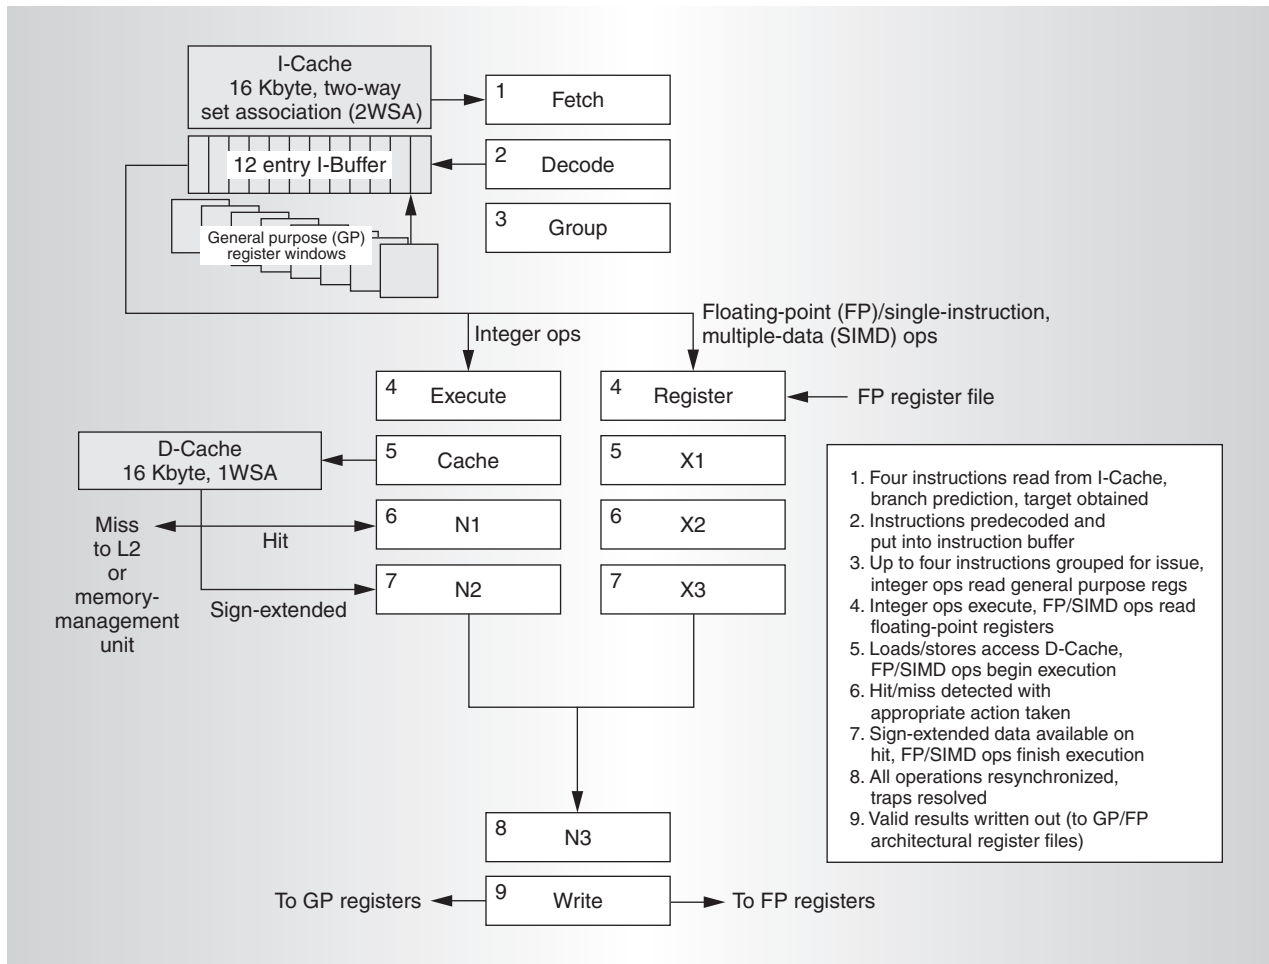 I-Cache
16 Kbyte, two-way
set association (2WSA)
1
Fetch
12 entry I-Buffer
2
Decode
3
Group
General purpose (GP)
register windows
Integer ops
Floating-point (FP)/single-instruction,
multiple-data (SIMD) ops
4
Execute
4
Register
FP register file
D-Cache
16 Kbyte, 1WSA
5
Cache
5
X1
Miss
to L2
or
memory-
management
unit
Hit
6
N1
6
X2
Sign-extended
7
N2
7
X3
1. Four instructions read from I-Cache,
branch prediction, target obtained
2. Instructions predecoded and
put into instruction buffer
3. Up to four instructions grouped for issue,
integer ops read general purpose regs
4. Integer ops execute, FP/SIMD ops read
floating-point registers
5. Loads/stores access D-Cache,
FP/SIMD ops begin execution
6. Hit/miss detected with
appropriate action taken
7. Sign-extended data available on
hit, FP/SIMD ops finish execution
8. All operations resynchronized,
traps resolved
9. Valid results written out (to GP/FP
architectural register files)
8
N3
To GP registers
9
Write
To FP registers